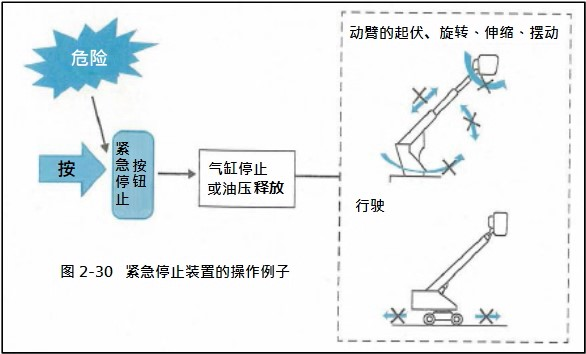 危险
动臂的起伏、旋转、伸缩、摆动
按
紧急停止
按钮
气缸停止
或油压释放
行驶
图 2-30 紧急停止装置的操作例子